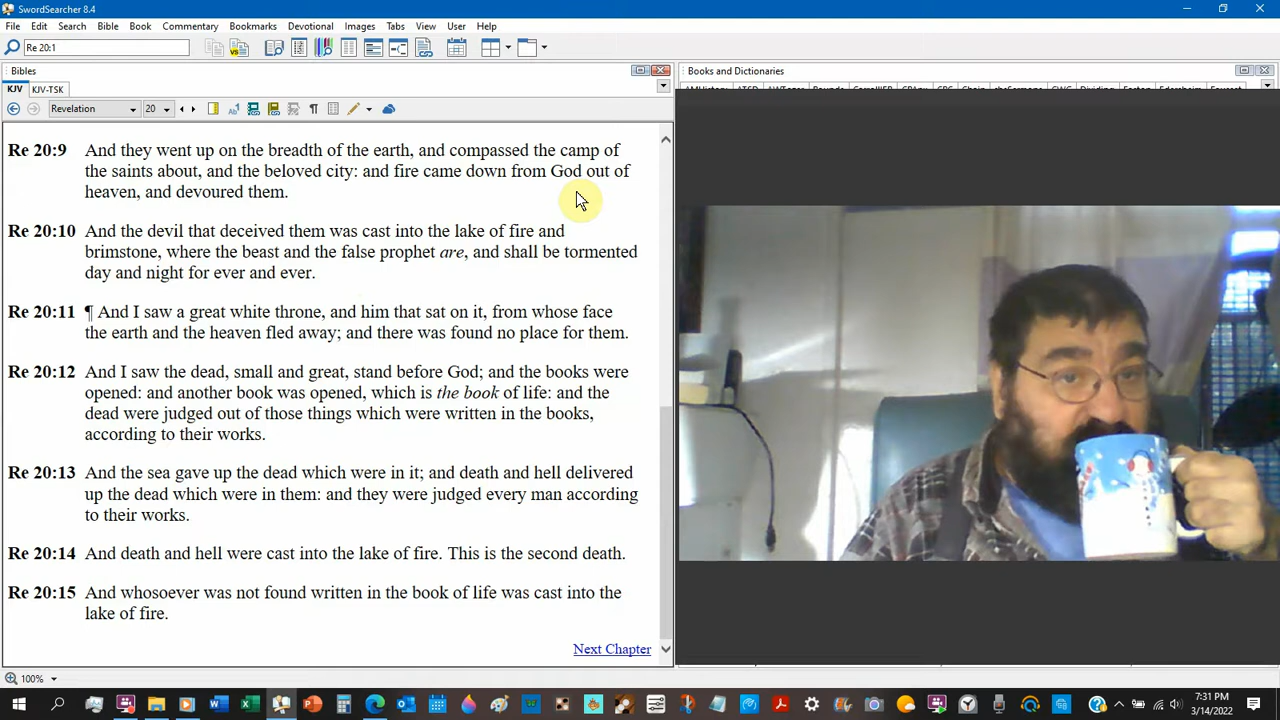 SwordSearcher 8.4
File Edit Search Bible Book Commentary Bookmarks Devotional Images Tabs View User Help
Re 20:1
Bibles
Books and Dictionaries
KJV KJV-TSK
Revelation 20
Re 20:9 And they went up on the breadth of the earth, and compassed the camp of
the saints about, and the beloved city: and fire came down from God out of
heaven, and devoured them.
Re 20:10 And the devil that deceived them was cast into the lake of fire and
brimstone, where the beast and the false prophet are, and shall be tormented
day and night for ever and ever.
Re 20:11 ¶ And I saw a great white throne, and him that sat on it, from whose face
the earth and the heaven fled away; and there was found no place for them.
Re 20:12 And I saw the dead, small and great, stand before God; and the books were
opened: and another book was opened, which is the book of life: and the
dead were judged out of those things which were written in the books,
according to their works.
Re 20:13 And the sea gave up the dead which were in it; and death and hell delivered
up the dead which were in them: and they were judged every man according
to their works.
Re 20:14 And death and hell were cast into the lake of fire. This is the second death.
Re 20:15 And whosoever was not found written in the book of life was cast into the
lake of fire.
Next Chapter
100%
7:31 PM
3/14/2022